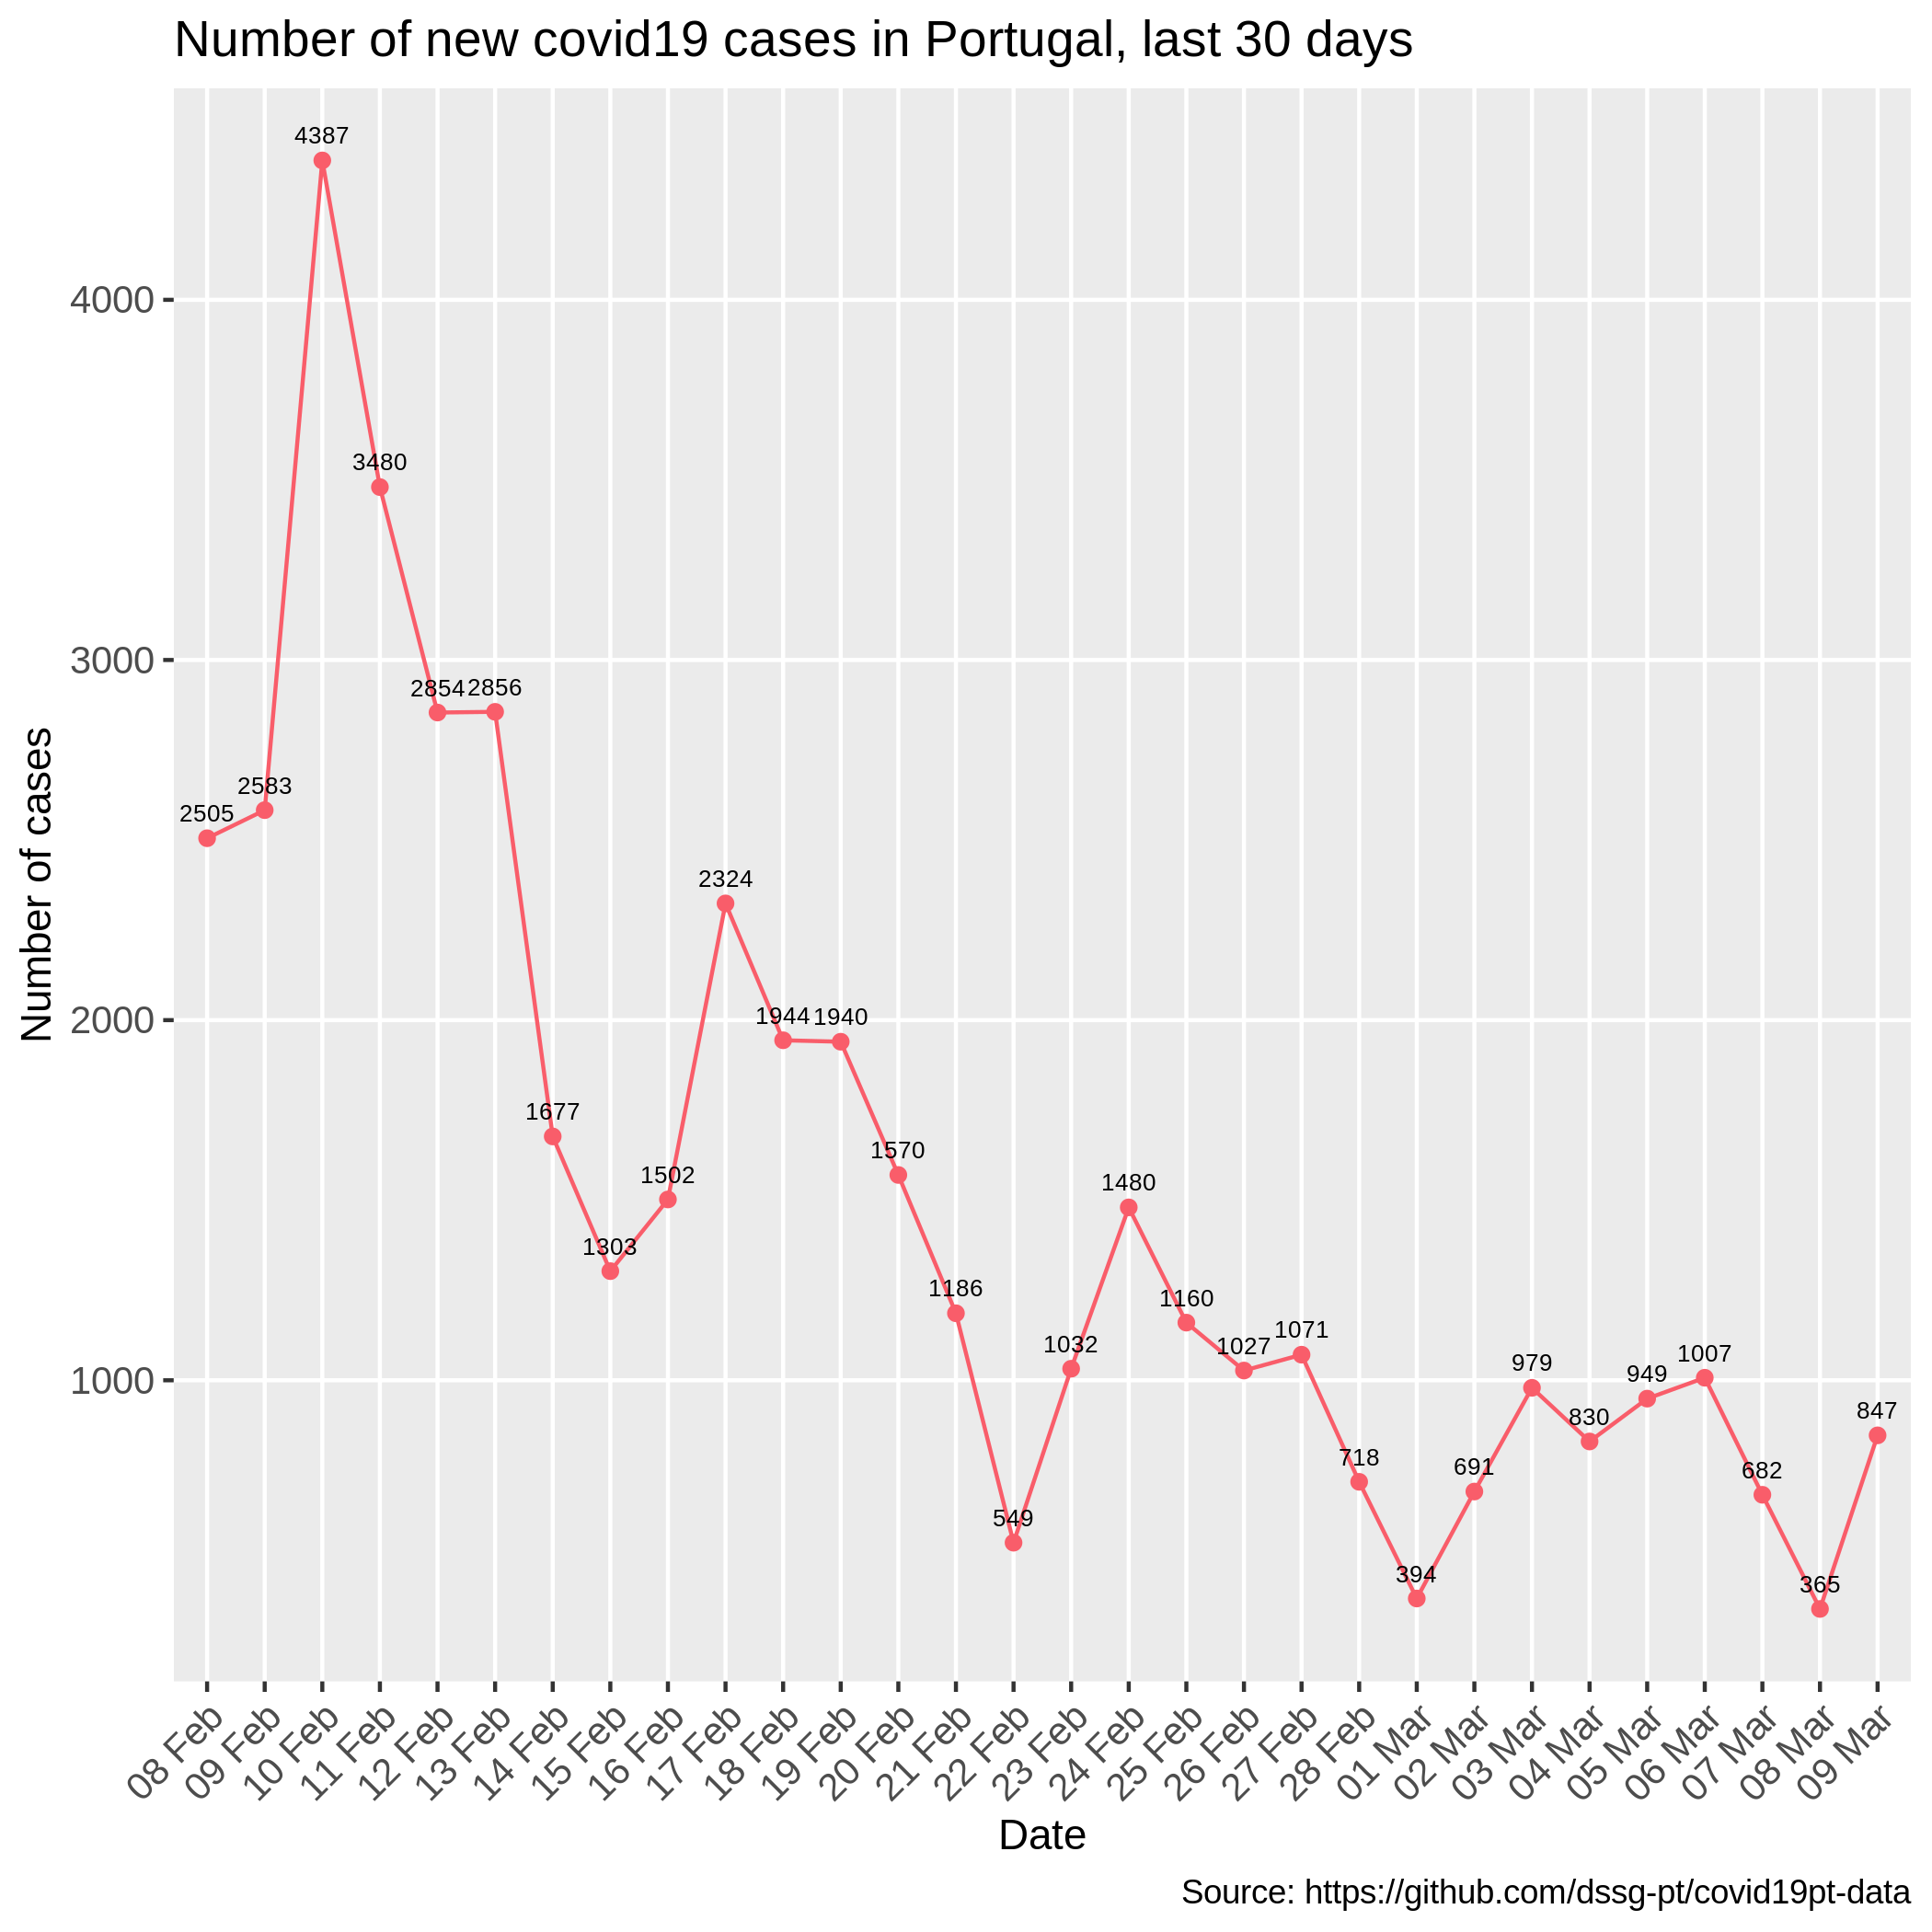 Number of new covid19 cases in Portugal, last 30 days
4387
4000
3480
3000
2854 2856
2583
2505
2324
2000
1944 1940
1677
1570
1502
1480
1303
1186
1160
1071
1032
1027
1007
1000
979
949
847
830
718
691
682
549
394
365
Number of cases
08 Feb
09 Feb
10 Feb
11 Feb
12 Feb
13 Feb
14 Feb
15 Feb
16 Feb
17 Feb
18 Feb
19 Feb
20 Feb
21 Feb
22 Feb
23 Feb
24 Feb
25 Feb
26 Feb
27 Feb
28 Feb
01 Mar
02 Mar
03 Mar
04 Mar
05 Mar
06 Mar
07 Mar
08 Mar
09 Mar
Date
Source: https://github.com/dssg-pt/covid19pt-data